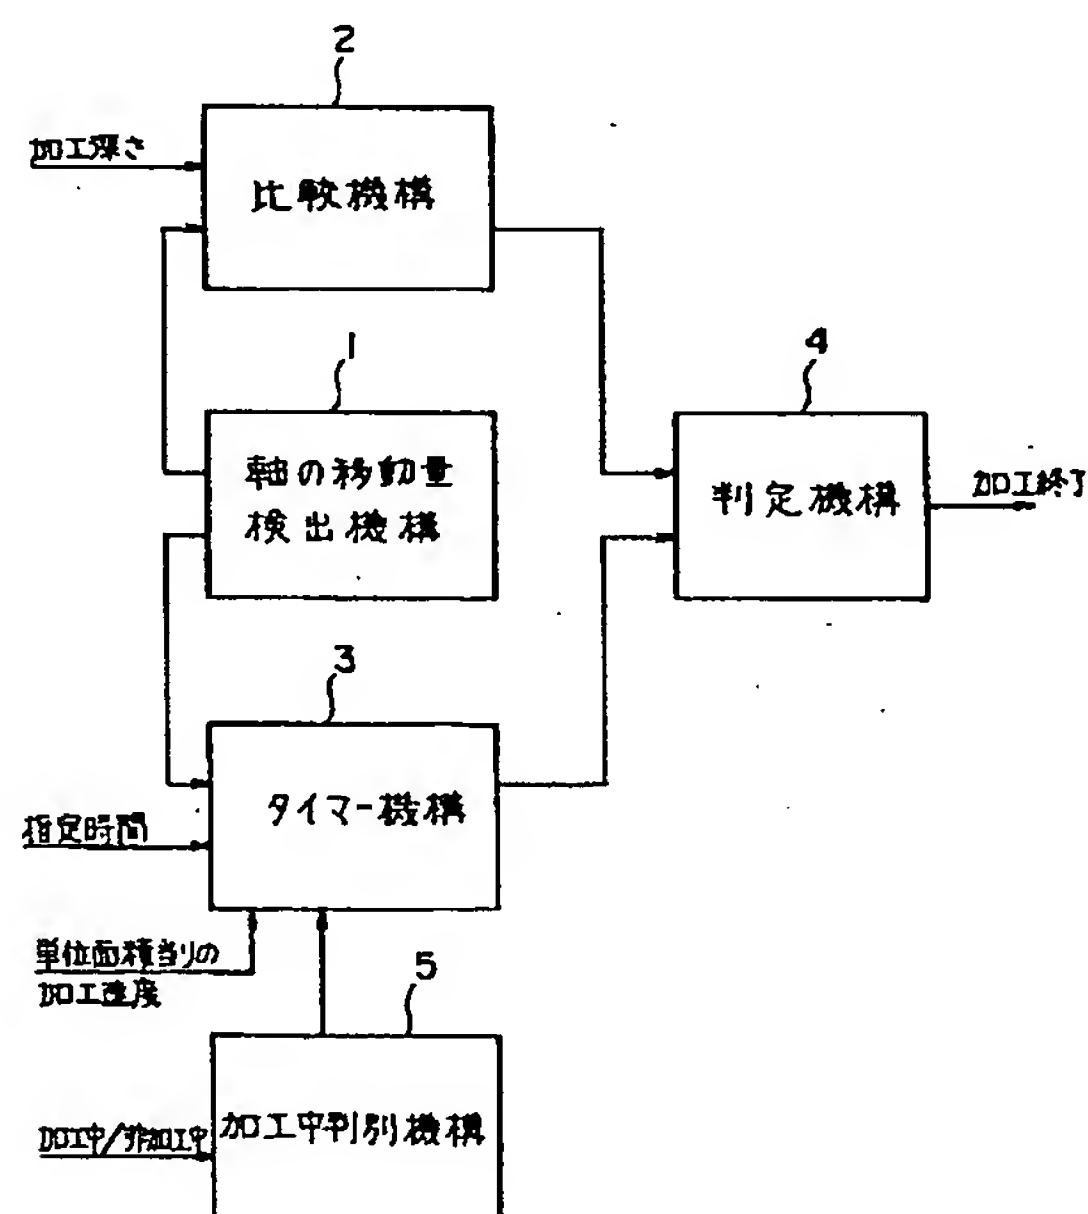 2
加工深さ
比較機構
1
軸の移動量
検出機構
4
判定機構
加工終了
3
タイマー機構
指定時間
単位面積当りの
加工速度
5
加工中判別機構
加工中/非加工中